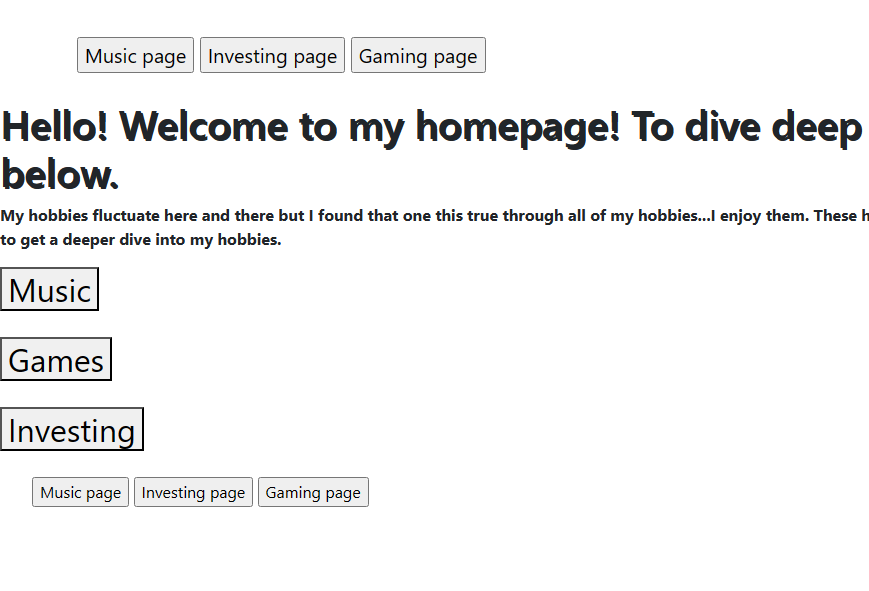 Music page Investing page Gaming page
Hello! Welcome to my homepage! To dive deep
below.
My hobbies fluctuate here and there but I found that one this true through all of my hobbies...I enjoy them. These h
to get a deeper dive into my hobbies.
Music
Games
Investing
Music page Investing page Gaming page